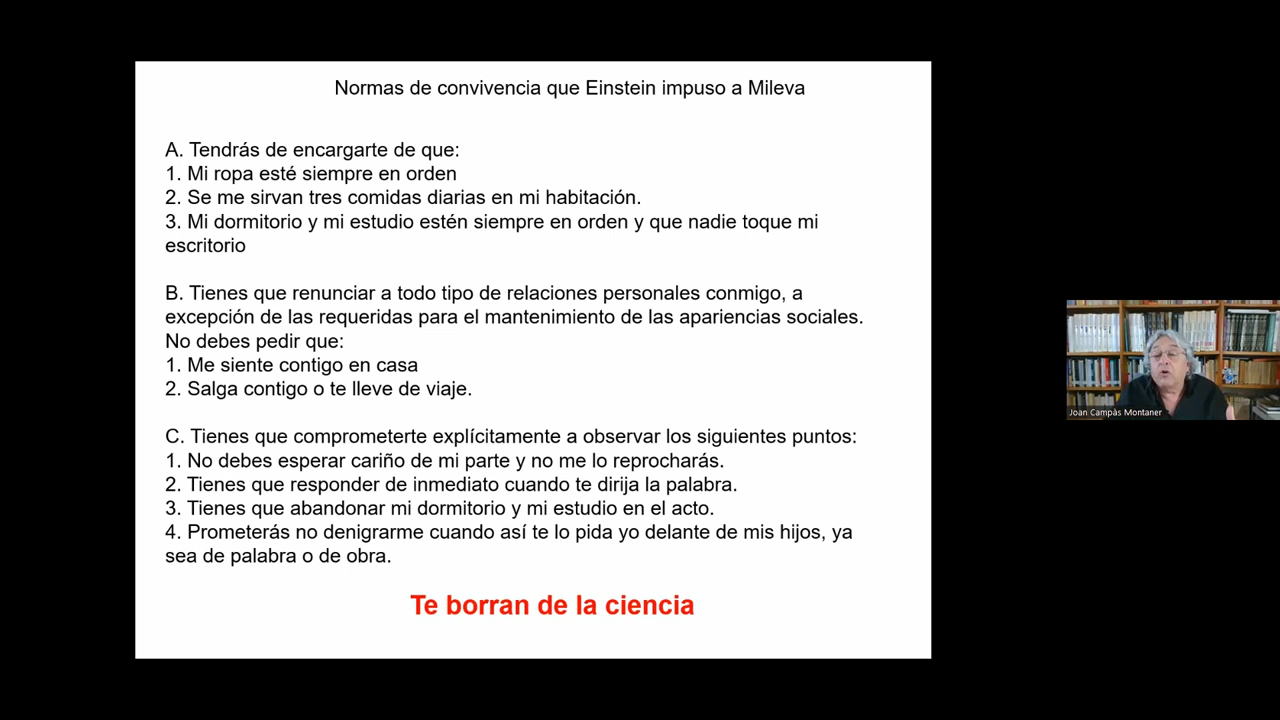 Normas de convivencia que Einstein impuso a Mileva
A. Tendrás de encargarte de que:
1. Mi ropa esté siempre en orden
2. Se me sirvan tres comidas diarias en mi habitación.
3. Mi dormitorio y mi estudio estén siempre en orden y que nadie toque mi
escritorio
B. Tienes que renunciar a todo tipo de relaciones personales conmigo, a
excepción de las requeridas para el mantenimiento de las apariencias sociales.
No debes pedir que:
1. Me siente contigo en casa
2. Salga contigo o te lleve de viaje.
C. Tienes que comprometerte explícitamente a observar los siguientes puntos:
1. No debes esperar cariño de mi parte y no me lo reprocharás.
2. Tienes que responder de inmediato cuando te dirija la palabra.
3. Tienes que abandonar mi dormitorio y mi estudio en el acto.
4. Prometerás no denigrarme cuando así te lo pida yo delante de mis hijos, ya
sea de palabra o de obra.
Te borran de la ciencia
Joan Campàs Montaner